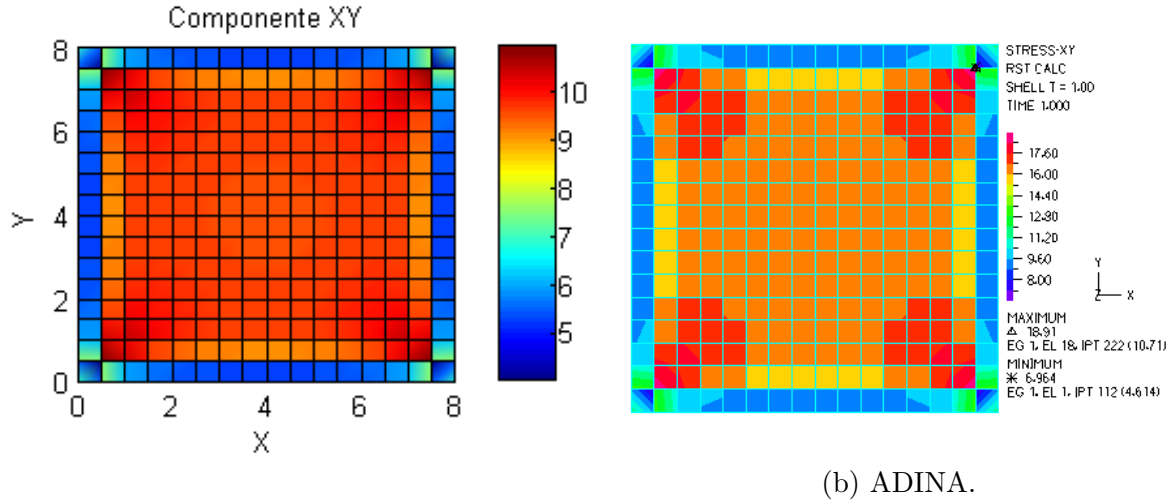 Componente XY
8
6
4
2
0
Y
0
2
4
6
8
X
10
9
8
7
6
5
STRESS-XY
RST CALC
SHELL T = 1.00
TIME 1.000
17.60
16.00
14.40
12.80
11.20
9.60
8.00
Y
Z
X
MAXIMUM
Δ 18.91
EG 1, EL 18, IPT 222 (10.71)
MINIMUM
✳ 6.964
EG 1, EL 1, IPT 112 (4.614)
(b) ADINA.